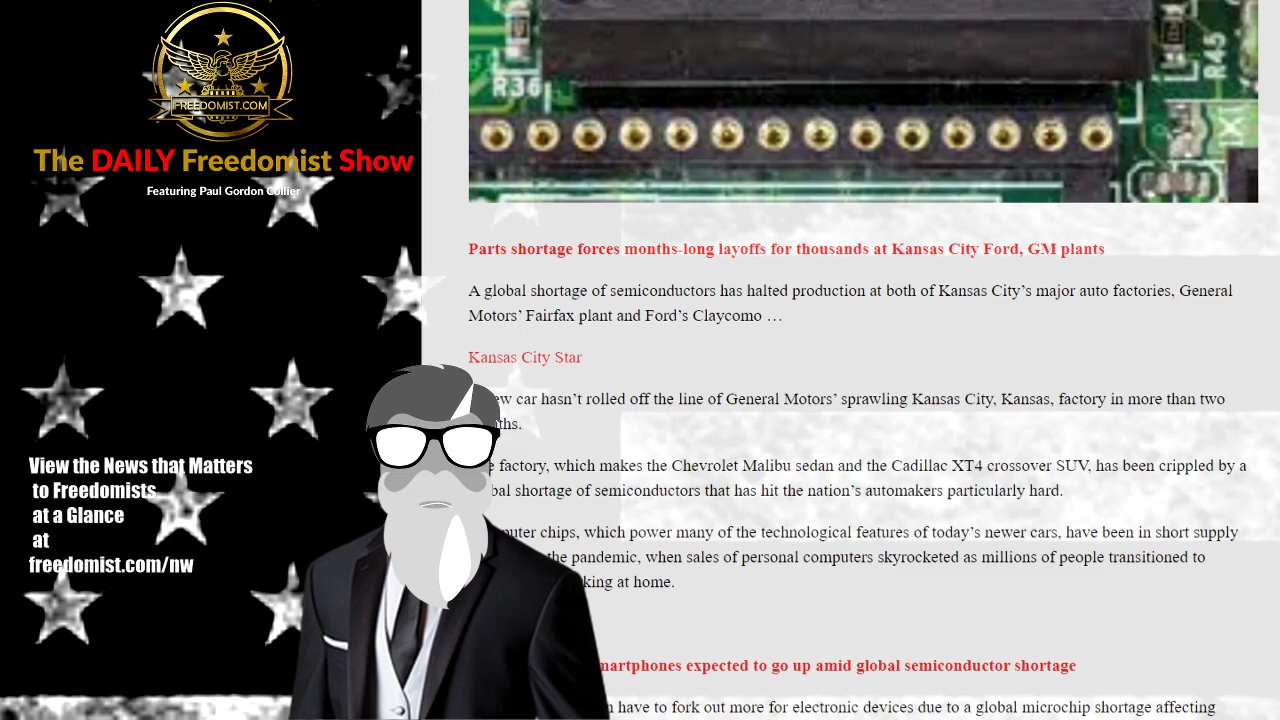 R36
R45
FREEDOMIST.COM
The DAILY Freedomist Show
Featuring Paul Gordon Collier
Parts shortage forces months-long layoffs for thousands at Kansas City Ford, GM plants
A global shortage of semiconductors has halted production at both of Kansas City’s major auto factories, General
Motors’ Fairfax plant and Ford’s Claycomo …
Kansas City Star
car hasn’t rolled off the line of General Motors’ sprawling Kansas City, Kansas, factory in more than two
factory, which makes the Chevrolet Malibu sedan and the Cadillac XT4 crossover SUV, has been crippled by a
shortage of semiconductors that has hit the nation’s automakers particularly hard.
chips, which power many of the technological features of today’s newer cars, have been in short supply
the pandemic, when sales of personal computers skyrocketed as millions of people transitioned to
at home.
expected to go up amid global semiconductor shortage
have to fork out more for electronic devices due to a global microchip shortage affecting
View the News that Matters
to Freedomists
at a Glance
at
freedomist.com/nw